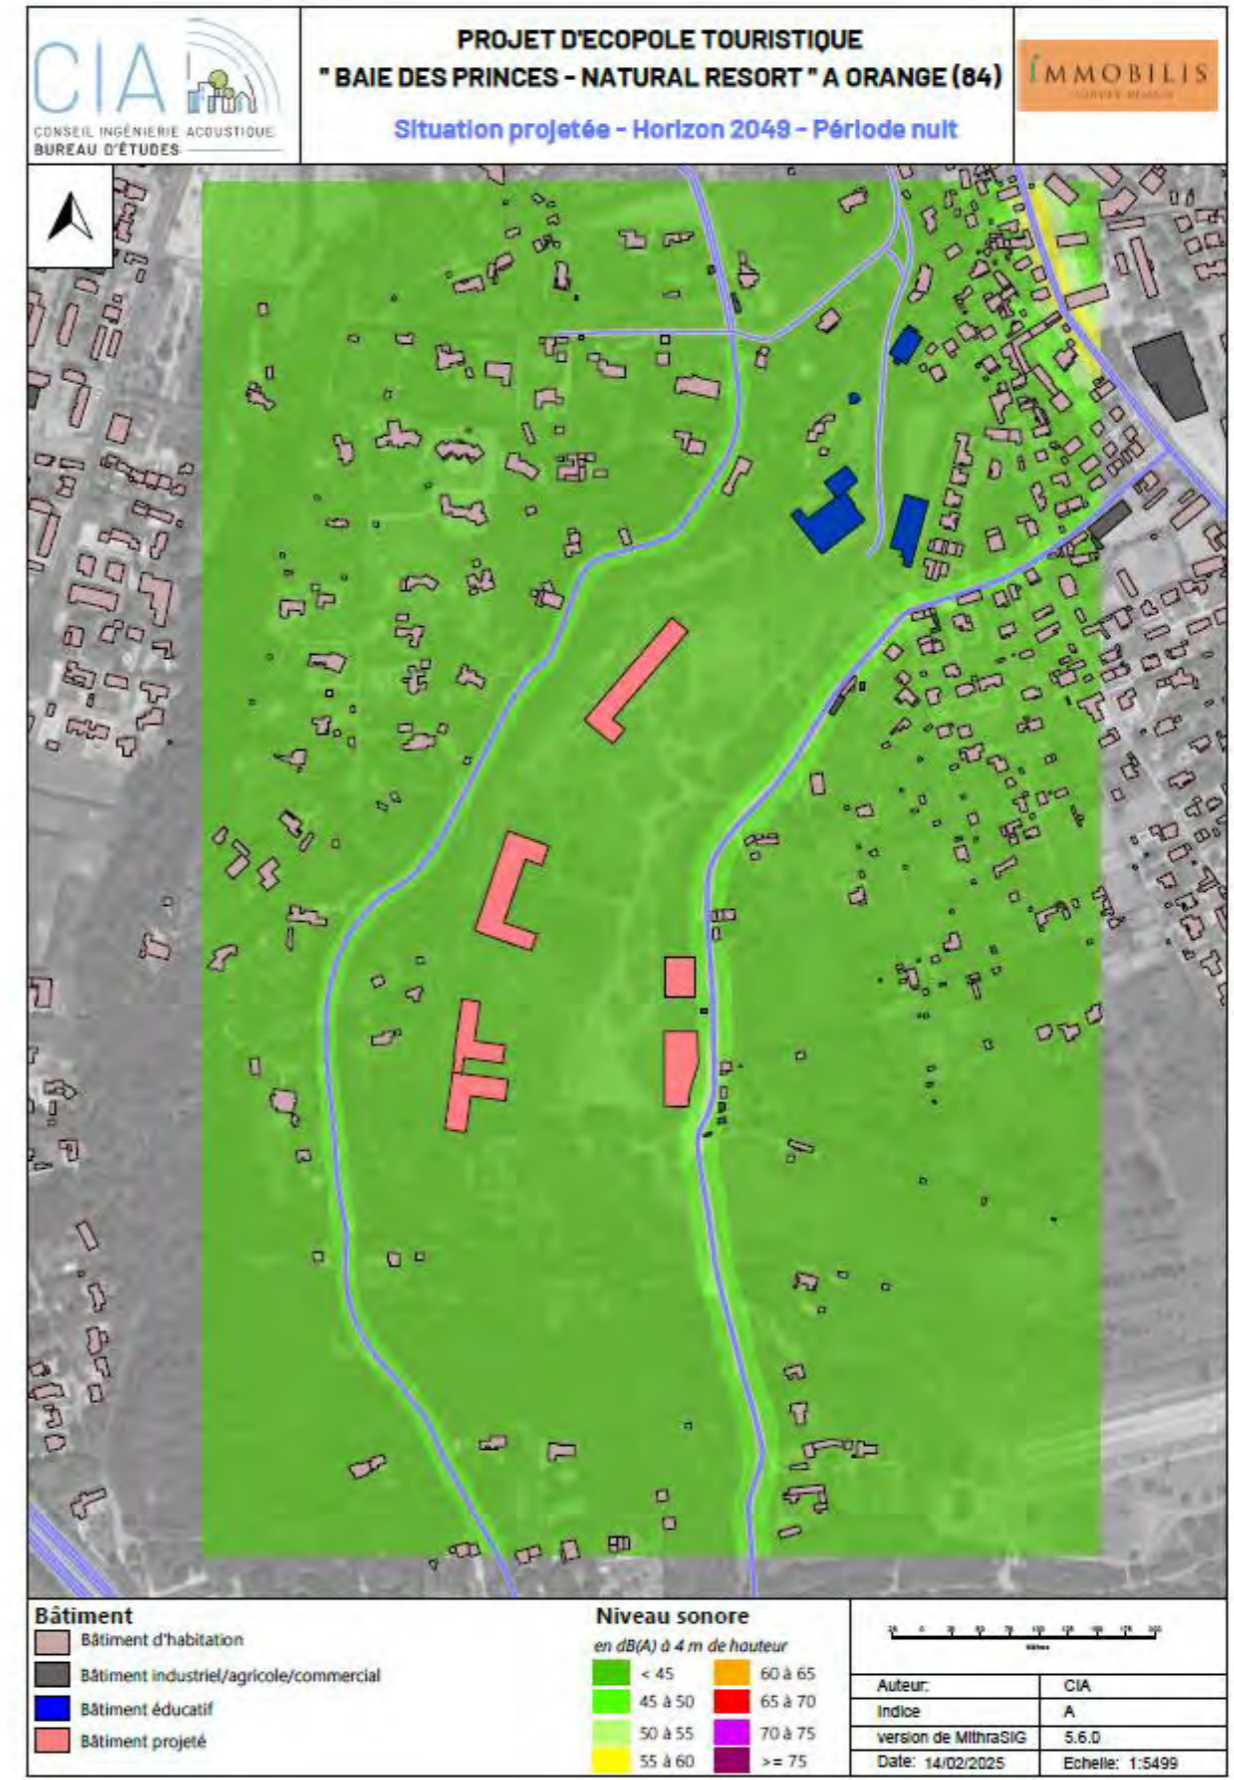 CIA
CONSEIL INGÉNIERIE ACOUSTIQUE
BUREAU D'ÉTUDES
PROJET D'ECOPOLE TOURISTIQUE
" BAIE DES PRINCES - NATURAL RESORT " A ORANGE (84)
Situation projetée - Horizon 2049 - Période nuit
IMMOBILIS
Bâtiment
Bâtiment d'habitation
Bâtiment industriel/agricole/commercial
Bâtiment éducatif
Bâtiment projeté
Niveau sonore
en dB(A) à 4 m de hauteur
< 45
45 à 50
50 à 55
55 à 60
60 à 65
65 à 70
70 à 75
>= 75
Auteur: CIA
Indice A
version de MithraSIG 5.6.0
Date: 14/02/2025 Echelle: 1:5499